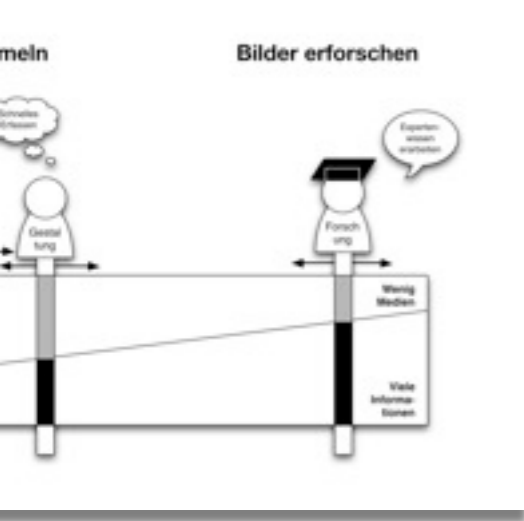 meln
Bilder erforschen
Schnelles
Erfassen
Experten-
wissen
erarbeiten
Gestal
tung
Forsch
ung
Wenig
Medien
Viele
Informa-
tionen